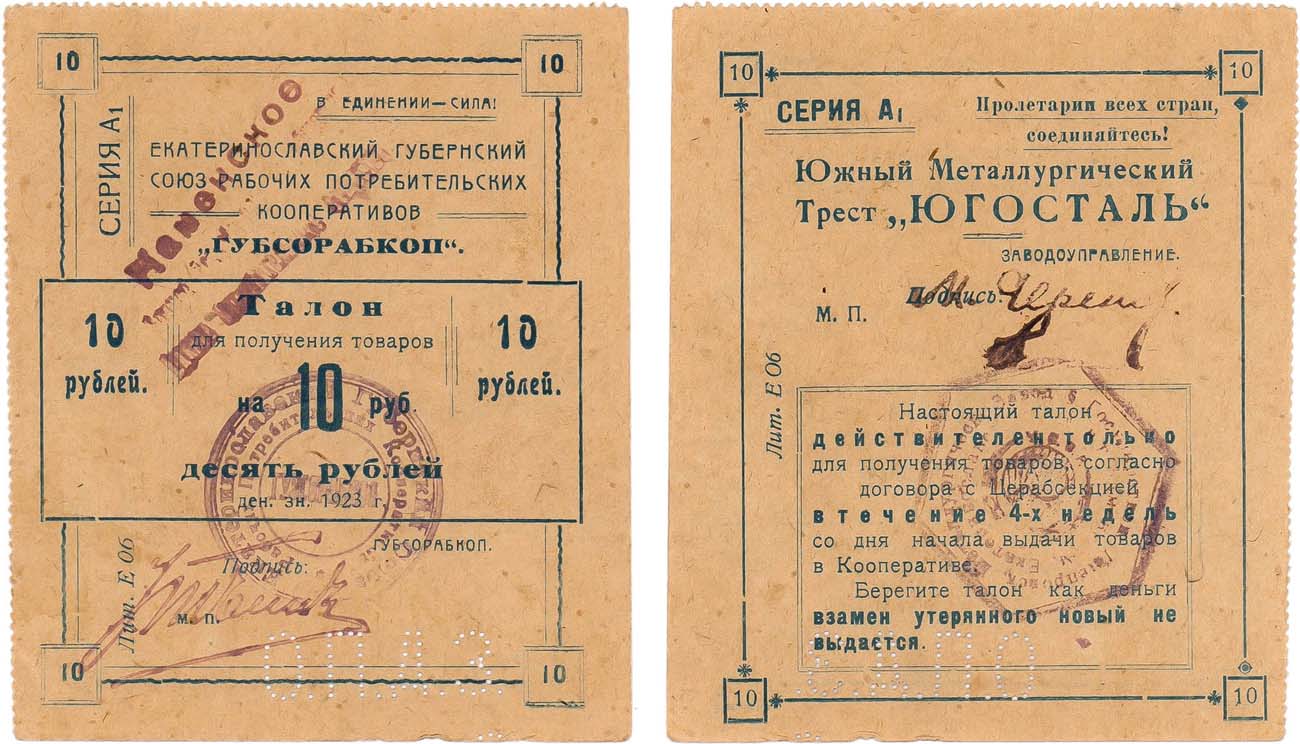 10
10
СЕРИЯ А1
В ЕДИНЕНИИ—СИЛА!
ЕКАТЕРИНОСЛАВСКИЙ ГУБЕРНСКИЙ
СОЮЗ РАБОЧИХ ПОТРЕБИТЕЛЬСКИХ
КООПЕРАТИВОВ
„ГУБСОРАБКОП“.
Каменское
10
рублей.
Талон
для получения товаров
на 10 руб.
десять рублей
ден. зн. 1923 г.
10
рублей.
ГУБСОРАБКОП.
Подпись:
М. П.
Лит. Е 06
10
10
10
10
СЕРИЯ А1
Пролетарии всех стран,
соединяйтесь!
Южный Металлургический
Трест „ЮГОСТАЛЬ“
ЗАВОДОУПРАВЛЕНИЕ.
Подпись:
М. П.
Лит. Е 06
Настоящий талон
действителен только
для получения товаров, согласно
договора с Церабсекцией
втечение 4-х недель
со дня начала выдачи товаров
в Кооперативе.
Берегите талон как деньги
взамен утерянного новый не
выдается.
10
10